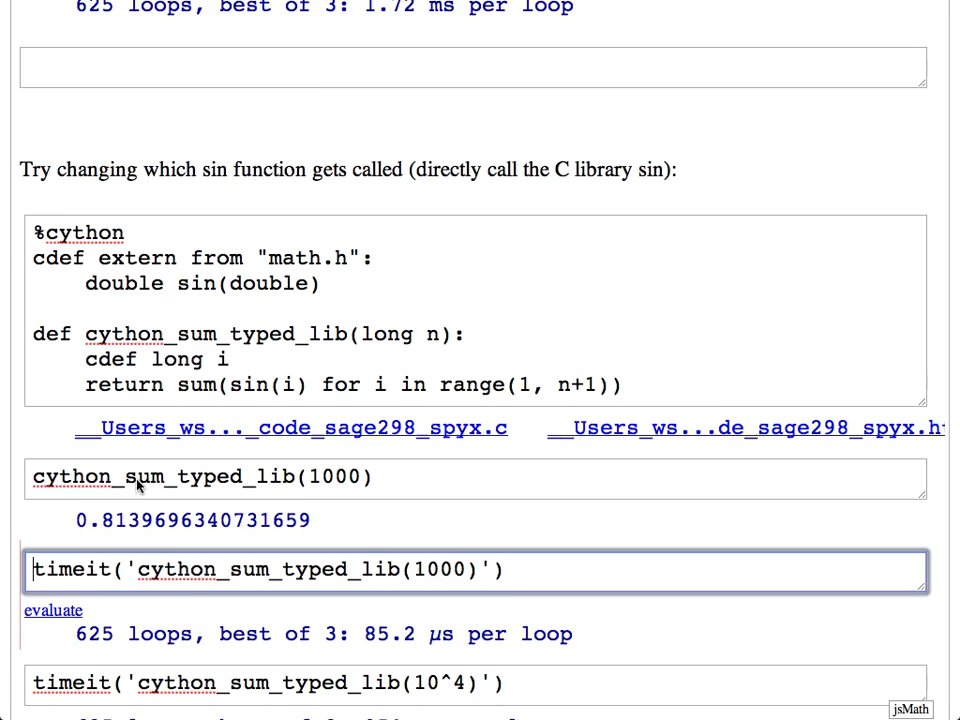 625 loops, best of 3: 1.72 ms per loop
Try changing which sin function gets called (directly call the C library sin):
%cython
cdef extern from "math.h":
    double sin(double)
def cython_sum_typed_lib(long n):
    cdef long i
    return sum(sin(i) for i in range(1, n+1))
__Users_ws..._code_sage298_spyx.c __Users_ws...de_sage298_spyx.h
cython_sum_typed_lib(1000)
0.8139696340731659
timeit('cython_sum_typed_lib(1000)')
evaluate
625 loops, best of 3: 85.2 µs per loop
timeit('cython_sum_typed_lib(10^4)')
jsMath